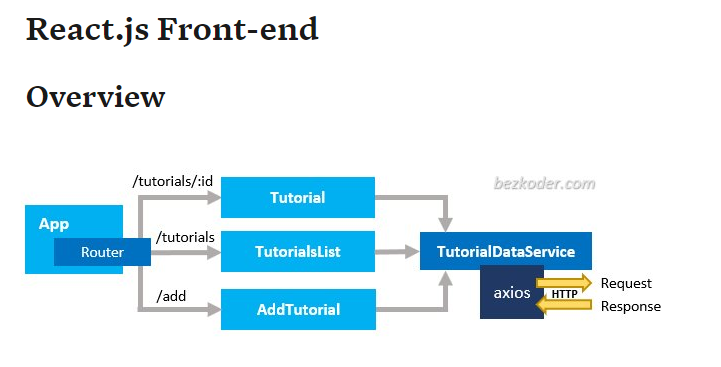 React.js Front-end
Overview
/tutorials/:id
Tutorial
bezkoder.com
App
Router
/tutorials
TutorialsList
TutorialDataService
/add
AddTutorial
axios
HTTP
Request
Response